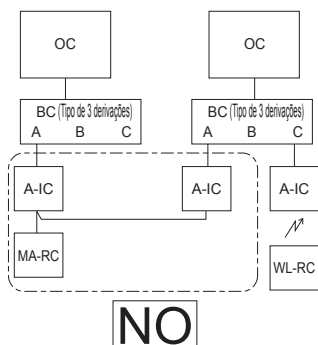 OC OC
BC (Tipo de 3 derivações) BC (Tipo de 3 derivações)
A B C A B C
A-IC A-IC A-IC
MA-RC WL-RC
NO